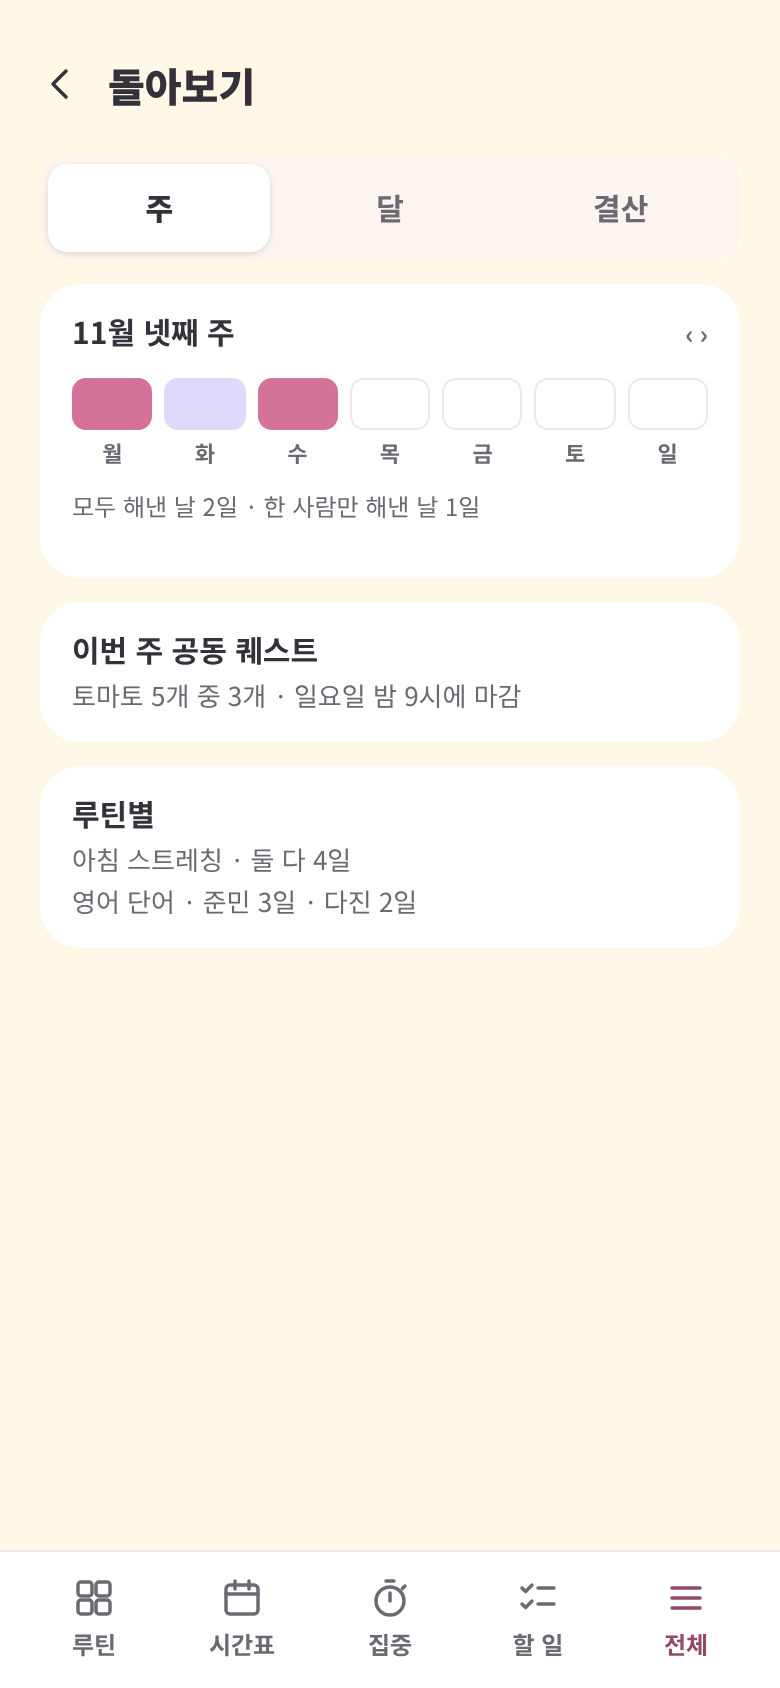 돌아보기
주 달 결산
11월 넷째 주 ‹ ›
월 화 수 목 금 토 일
모두 해낸 날 2일 · 한 사람만 해낸 날 1일
이번 주 공동 퀘스트
토마토 5개 중 3개 · 일요일 밤 9시에 마감
루틴별
아침 스트레칭 · 둘 다 4일
영어 단어 · 준민 3일 · 다진 2일
루틴 시간표 집중 할 일 전체